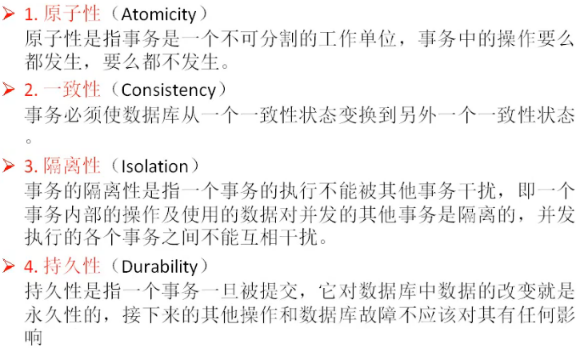 ➢ 1. 原子性（Atomicity）
原子性是指事务是一个不可分割的工作单位，事务中的操作要么
都发生，要么都不发生。
➢ 2. 一致性（Consistency）
事务必须使数据库从一个一致性状态变换到另外一个一致性状态
。
➢ 3. 隔离性（Isolation）
事务的隔离性是指一个事务的执行不能被其他事务干扰，即一个
事务内部的操作及使用的数据对并发的其他事务是隔离的，并发
执行的各个事务之间不能互相干扰。
➢ 4. 持久性（Durability）
持久性是指一个事务一旦被提交，它对数据库中数据的改变就是
永久性的，接下来的其他操作和数据库故障不应该对其有任何影
响